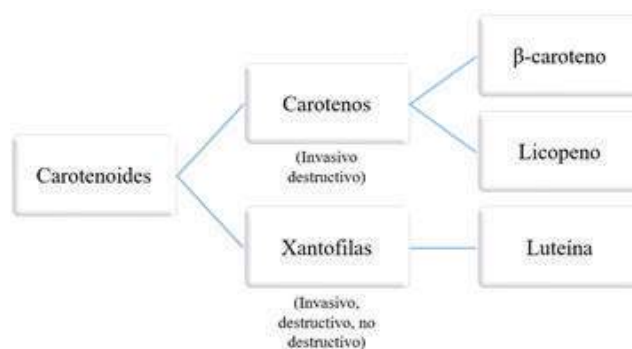 β-caroteno
Carotenos
(Invasivo
destructivo)
Licopeno
Carotenoides
Xantofilas
Luteína
(Invasivo,
destructivo, no
destructivo)